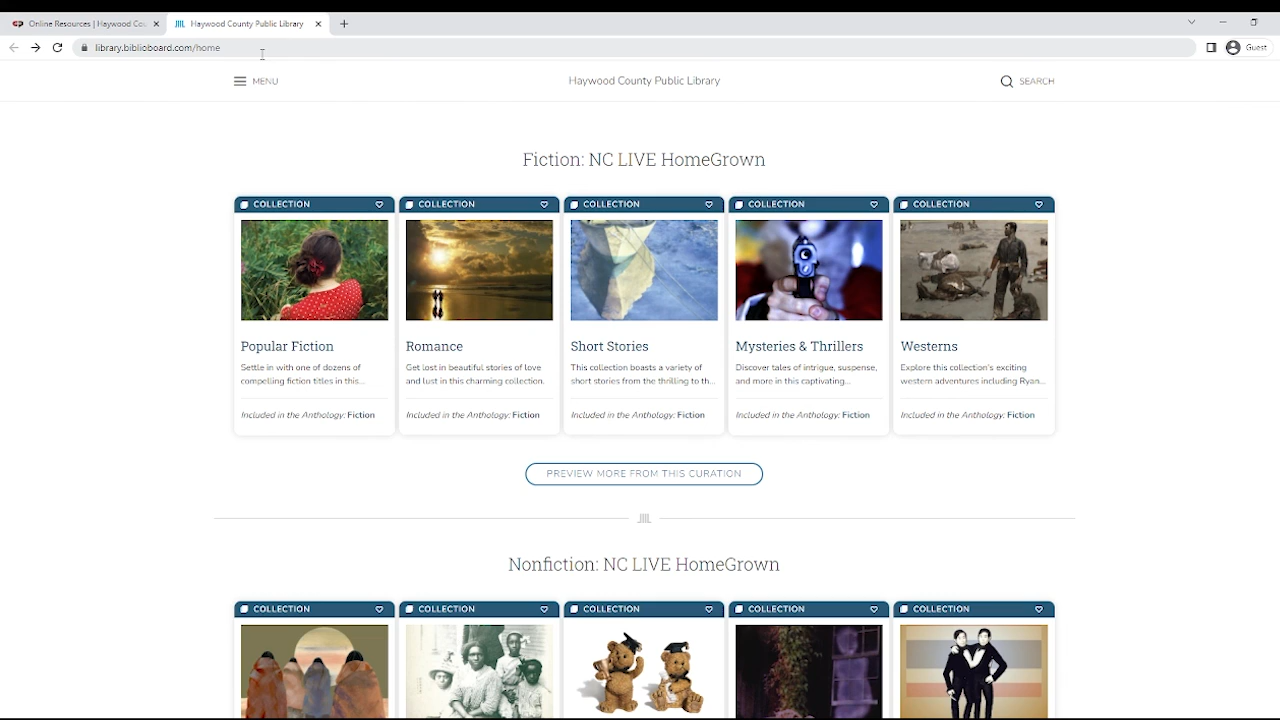 Online Resources | Haywood Cou
Haywood County Public Library
library.biblioboard.com/home
Guest
MENU
Haywood County Public Library
SEARCH
Fiction: NC LIVE HomeGrown
COLLECTION COLLECTION COLLECTION COLLECTION COLLECTION
Popular Fiction
Settle in with one of dozens of
compelling fiction titles in this...
Included in the Anthology: Fiction
Romance
Get lost in beautiful stories of love
and lust in this charming collection.
Included in the Anthology: Fiction
Short Stories
This collection boasts a variety of
short stories from the thrilling to th...
Included in the Anthology: Fiction
Mysteries & Thrillers
Discover tales of intrigue, suspense,
and more in this captivating...
Included in the Anthology: Fiction
Westerns
Explore this collection's exciting
western adventures including Ryan...
Included in the Anthology: Fiction
PREVIEW MORE FROM THIS CURATION
Nonfiction: NC LIVE HomeGrown
COLLECTION COLLECTION COLLECTION COLLECTION COLLECTION